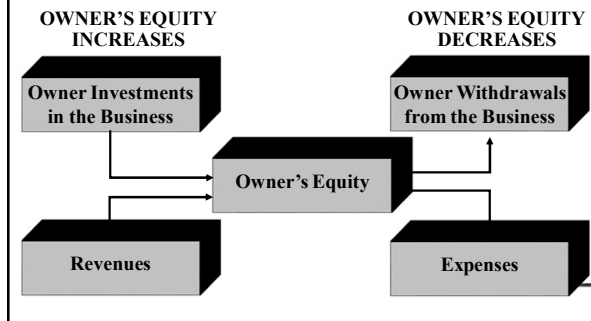 OWNER’S EQUITY
INCREASES
OWNER’S EQUITY
DECREASES
Owner Investments
in the Business
Owner Withdrawals
from the Business
Owner’s Equity
Revenues
Expenses